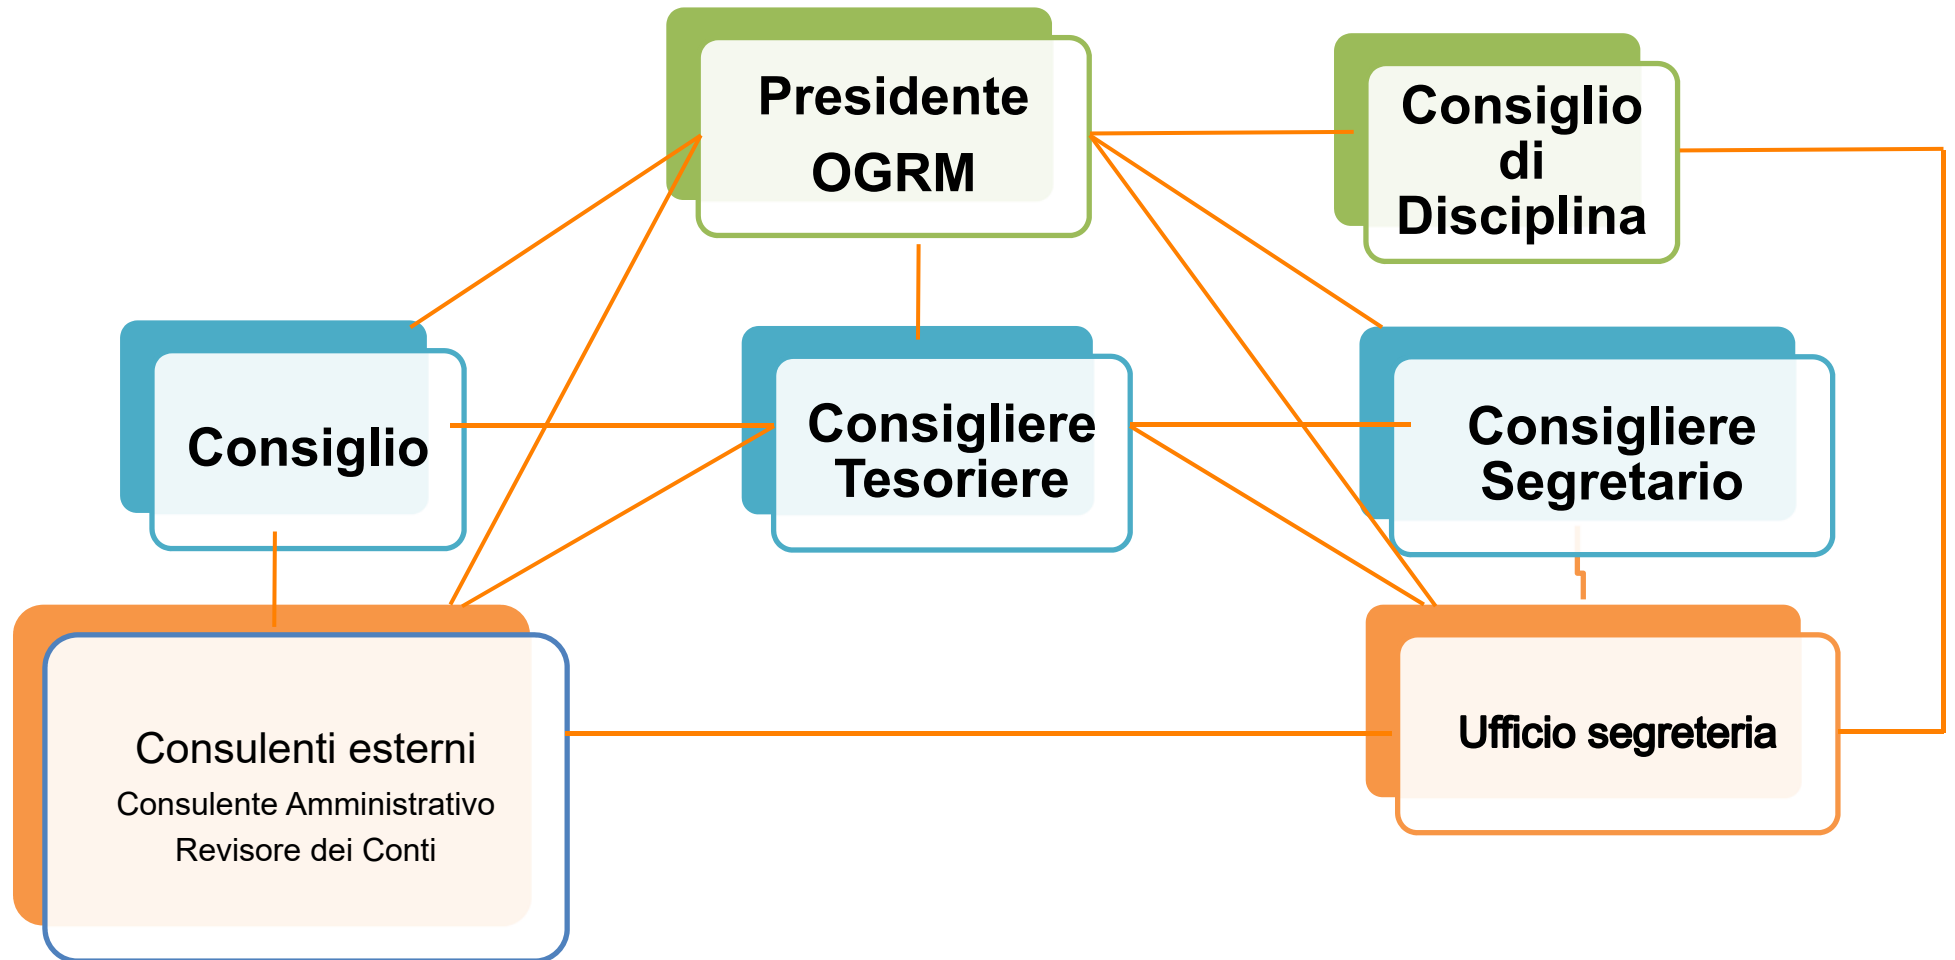 Presidente
OGRM
Consiglio
di
Disciplina
Consiglio
Consigliere
Tesoriere
Consigliere
Segretario
Consulenti esterni
Consulente Amministrativo
Revisore dei Conti
Ufficio segreteria